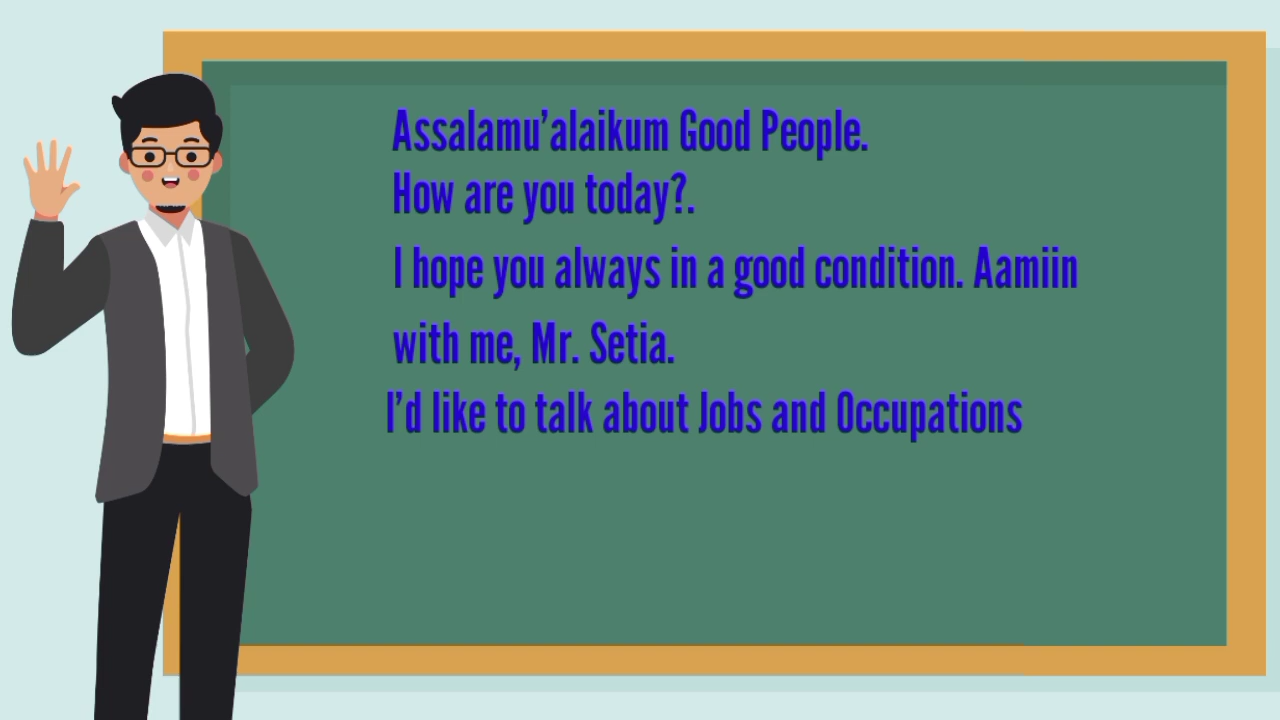 Assalamu’alaikum Good People.
How are you today?.
I hope you always in a good condition. Aamiin
with me, Mr. Setia.
I’d like to talk about Jobs and Occupations